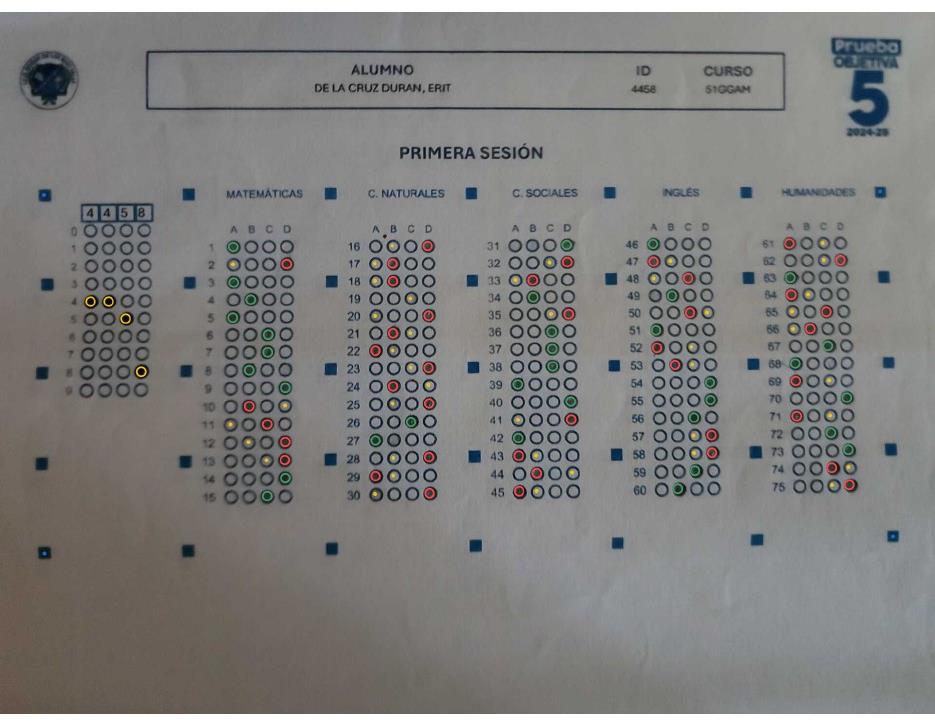 Prueba
OBJETIVA
5
2024-25
ALUMNO ID CURSO
DE LA CRUZ DURAN, ERIT 4458 51GGAM
PRIMERA SESIÓN
MATEMÁTICAS C. NATURALES C. SOCIALES INGLÉS HUMANIDADES
4 4 5 8
A B C D A B C D A B C D A B C D A B C D
0
1
2
3
4
5
6
7
8
9
1 16 31 46 61
2 17 32 47 62
3 18 33 48 63
4 19 34 49 64
5 20 35 50 65
6 21 36 51 66
7 22 37 52 67
8 23 38 53 68
9 24 39 54 69
10 25 40 55 70
11 26 41 56 71
12 27 42 57 72
13 28 43 58 73
14 29 44 59 74
15 30 45 60 75